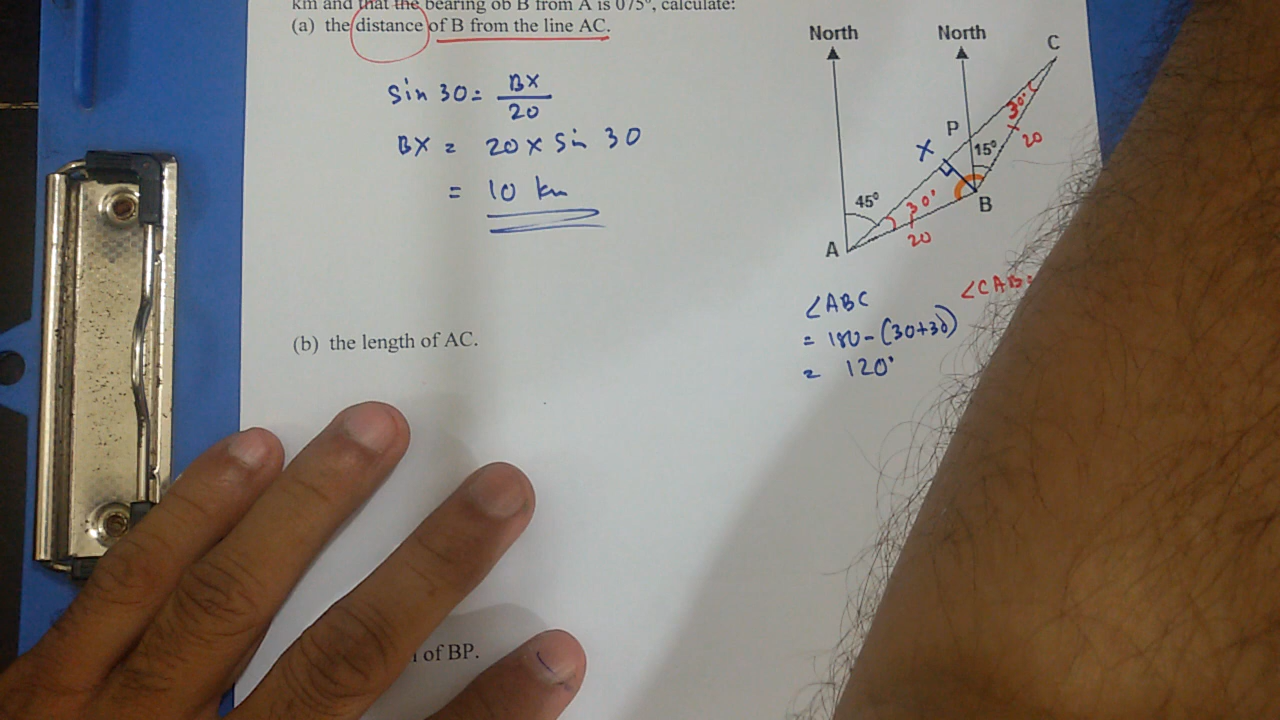 km and that the bearing ob B from A is 075°, calculate:
(a) the distance of B from the line AC.
sin 30 = BX
20
BX = 20 x sin 30
= 10 km
(b) the length of AC.
of BP.
North North
C
30°
P
X 15° 20
45° 30° B
A 20
∠ABC ∠CAB=
= 180-(30+30)
= 120°